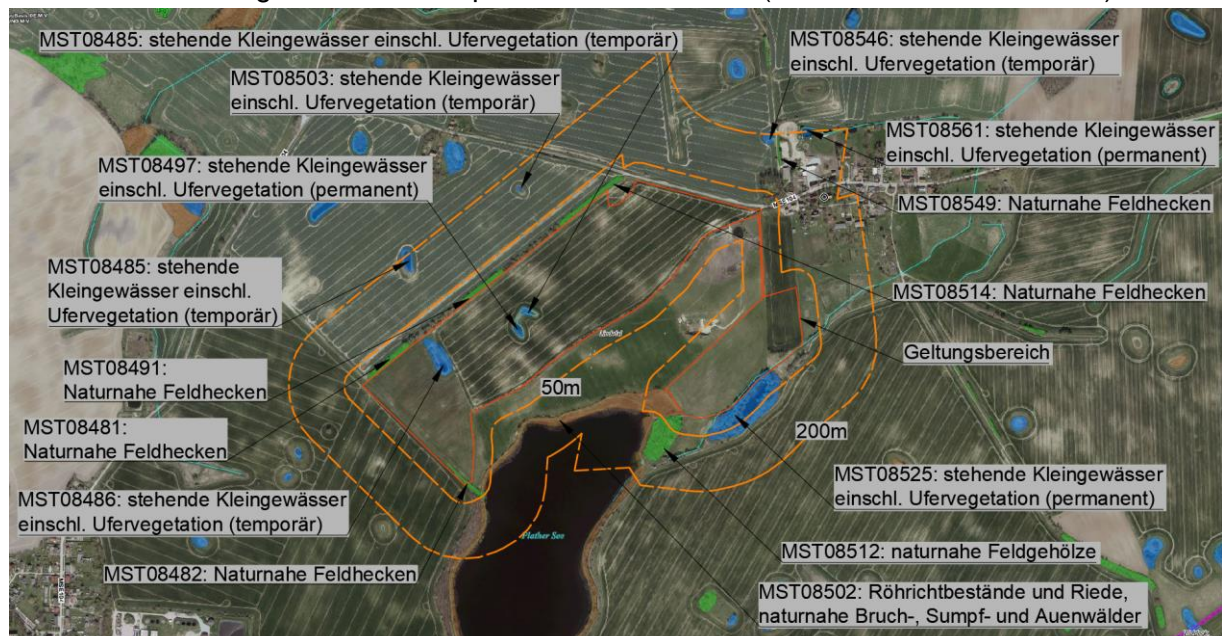 MST08485: stehende Kleingewässer einschl. Ufervegetation (temporär)
MST08546: stehende Kleingewässer
einschl. Ufervegetation (temporär)
MST08503: stehende Kleingewässer
einschl. Ufervegetation (temporär)
MST08561: stehende Kleingewässer
einschl. Ufervegetation (permanent)
MST08497: stehende Kleingewässer
einschl. Ufervegetation (permanent)
MST08549: Naturnahe Feldhecken
MST08485: stehende
Kleingewässer einschl.
Ufervegetation (temporär)
MST08514: Naturnahe Feldhecken
Geltungsbereich
MST08491:
Naturnahe Feldhecken
50m
MST08481:
Naturnahe Feldhecken
200m
MST08525: stehende Kleingewässer
einschl. Ufervegetation (permanent)
MST08486: stehende Kleingewässer
einschl. Ufervegetation (temporär)
Plather See
MST08512: naturnahe Feldgehölze
MST08482: Naturnahe Feldhecken
MST08502: Röhrichtbestände und Riede,
naturnahe Bruch-, Sumpf- und Auenwälder